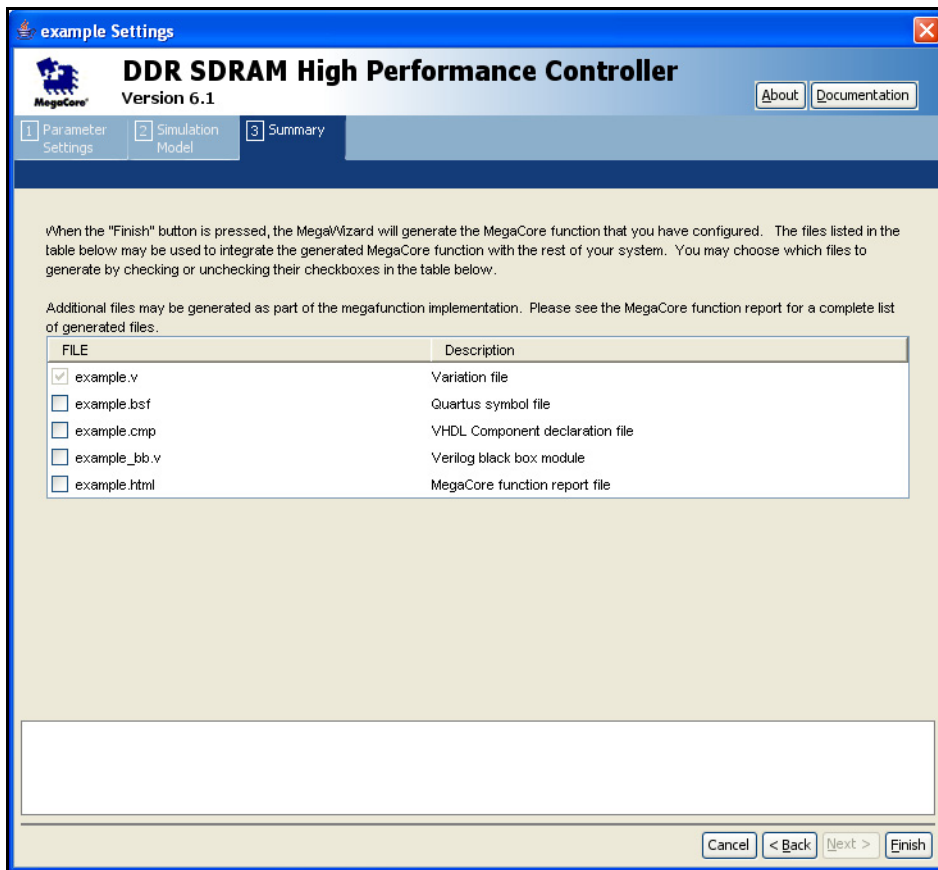 example Settings
DDR SDRAM High Performance Controller
MegaCore®
Version 6.1
About
Documentation
1 Parameter Settings
2 Simulation Model
3 Summary
When the "Finish" button is pressed, the MegaWizard will generate the MegaCore function that you have configured. The files listed in the
table below may be used to integrate the generated MegaCore function with the rest of your system. You may choose which files to
generate by checking or unchecking their checkboxes in the table below.
Additional files may be generated as part of the megafunction implementation. Please see the MegaCore function report for a complete list
of generated files.
FILE Description
example.v Variation file
example.bsf Quartus symbol file
example.cmp VHDL Component declaration file
example_bb.v Verilog black box module
example.html MegaCore function report file
Cancel
< Back
Next >
Finish